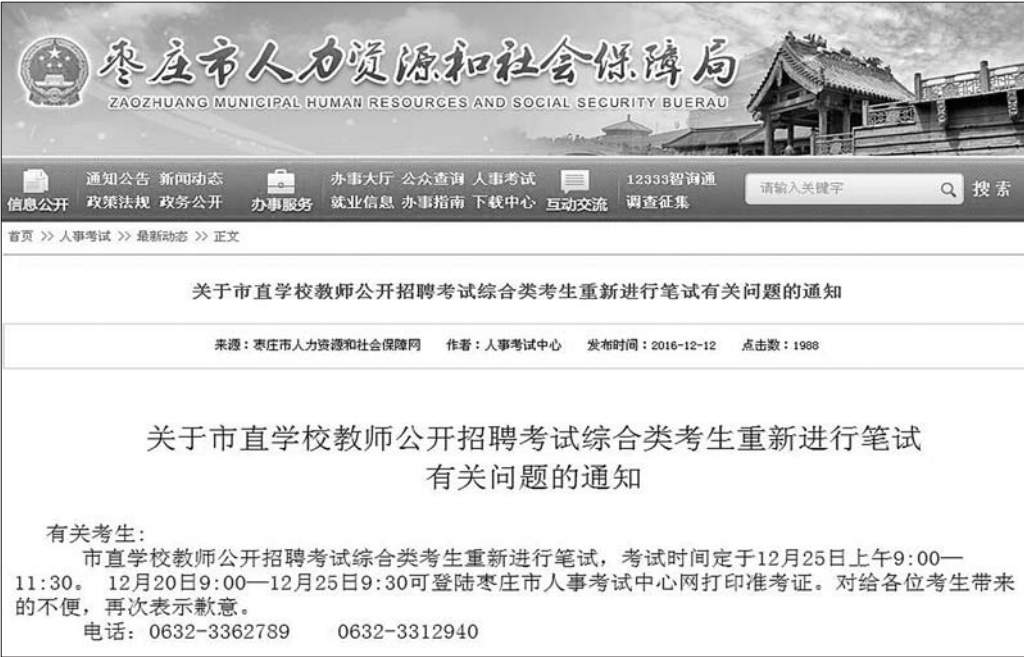 枣庄市人力资源和社会保障局
ZAOZHUANG MUNICIPAL HUMAN RESOURCES AND SOCIAL SECURITY BUERAU
信息公开 通知公告 新闻动态 办事服务 办事大厅 公众查询 人事考试 互动交流 12333智询通 请输入关键字 搜索
政策法规 政务公开 就业信息 办事指南 下载中心 调查征集
首页 >> 人事考试 >> 最新动态 >> 正文
关于市直学校教师公开招聘考试综合类考生重新进行笔试有关问题的通知
来源：枣庄市人力资源和社会保障网 作者：人事考试中心 发布时间：2016-12-12 点击数：1988
关于市直学校教师公开招聘考试综合类考生重新进行笔试
有关问题的通知
有关考生:
市直学校教师公开招聘考试综合类考生重新进行笔试，考试时间定于12月25日上午9:00—
11:30。 12月20日9:00—12月25日9:30可登陆枣庄市人事考试中心网打印准考证。对给各位考生带来
的不便，再次表示歉意。
电话：0632-3362789 0632-3312940